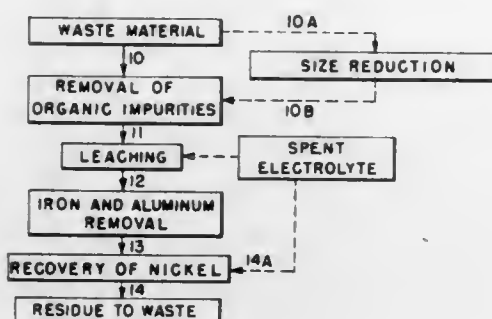 WASTE MATERIAL
10A
10
SIZE REDUCTION
REMOVAL OF
ORGANIC IMPURITIES
10B
11
LEACHING
SPENT
ELECTROLYTE
12
IRON AND ALUMINUM
REMOVAL
13
RECOVERY OF NICKEL
14A
14
RESIDUE TO WASTE